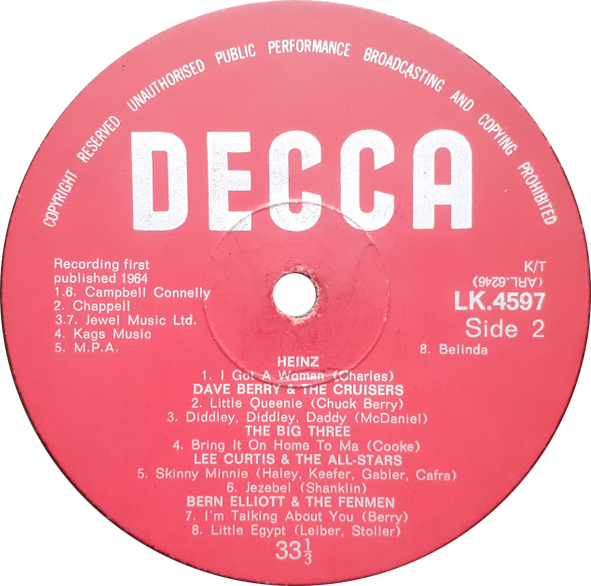 COPYRIGHT RESERVED UNAUTHORISED PUBLIC PERFORMANCE BROADCASTING AND COPYING PROHIBITED
DECCA
Recording first
published 1964
1.6. Campbell Connelly
2. Chappell
3.7. Jewel Music Ltd.
4. Kags Music
5. M.P.A.
K/T
(ARL.6246)
LK.4597
Side 2
8. Belinda
HEINZ
1. I Got A Woman (Charles)
DAVE BERRY & THE CRUISERS
2. Little Queenie (Chuck Berry)
3. Diddley, Diddley, Daddy (McDaniel)
THE BIG THREE
4. Bring It On Home To Ma (Cooke)
LEE CURTIS & THE ALL-STARS
5. Skinny Minnie (Haley, Keefer, Gabler, Cafra)
6. Jezebel (Shanklin)
BERN ELLIOTT & THE FENMEN
7. I'm Talking About You (Berry)
8. Little Egypt (Leiber, Stoller)
33⅓